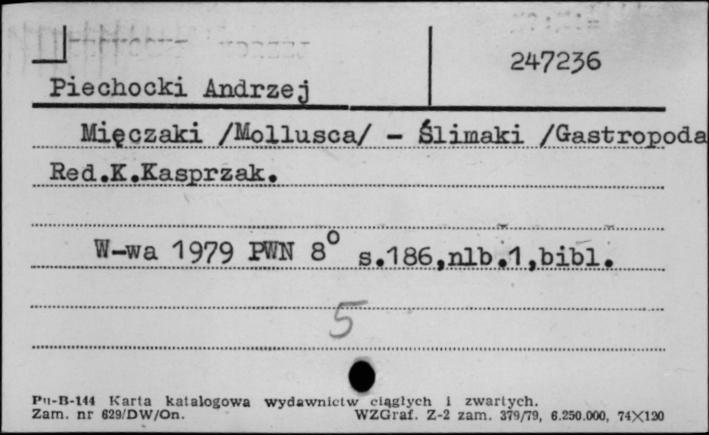 247236
Piechocki Andrzej
Mięczaki /Mollusca/ - Ślimaki /Gastropoda
Red.K.Kasprzak.
W-wa 1979 PWN 8° s.186,nlb.1,bibl.
5
Pu-B-144 Karta katalogowa wydawnictw ciągłych i zwartych.
Zam. nr 629/DW/On. WZGraf. Z-2 zam. 379/79, 6.250.000, 74X120